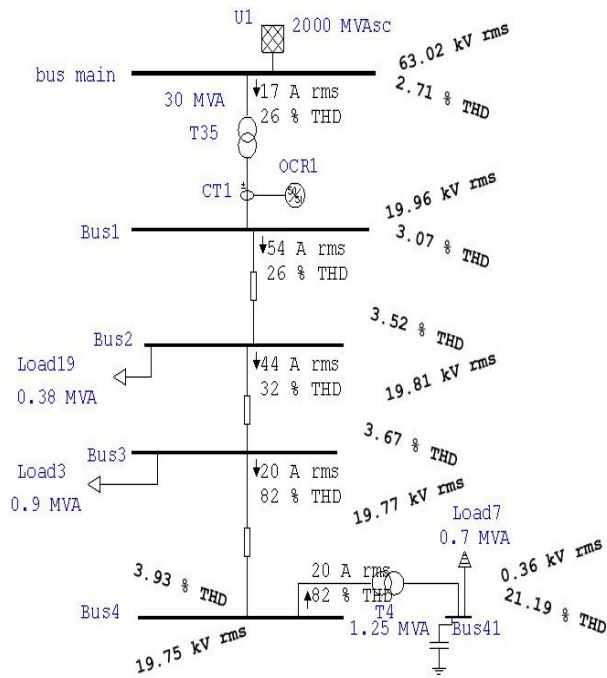 U1
2000 MVAsc
bus main
63.02 kV rms
2.71 % THD
30 MVA
17 A rms
26 % THD
T35
OCR1
CT1
50/51
Bus1
19.96 kV rms
3.07 % THD
54 A rms
26 % THD
3.52 % THD
Bus2
Load19
0.38 MVA
44 A rms
32 % THD
19.81 kV rms
3.67 % THD
Bus3
Load3
0.9 MVA
20 A rms
82 % THD
19.77 kV rms
Load7
0.7 MVA
3.93 % THD
20 A rms
82 % THD
0.36 kV rms
21.19 % THD
Bus4
T4
1.25 MVA
Bus41
19.75 kV rms